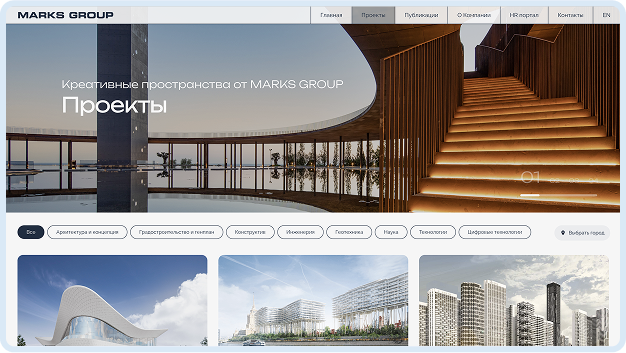 MARKS GROUP
Главная
Проекты
Публикации
О Компании
HR портал
Контакты
EN
Креативные пространства от MARKS GROUP
Проекты
01
Все
Архитектура и концепция
Градостроительство и генплан
Конструктив
Инженерия
Геотехника
Наука
Технологии
Цифровые технологии
Выбрать город